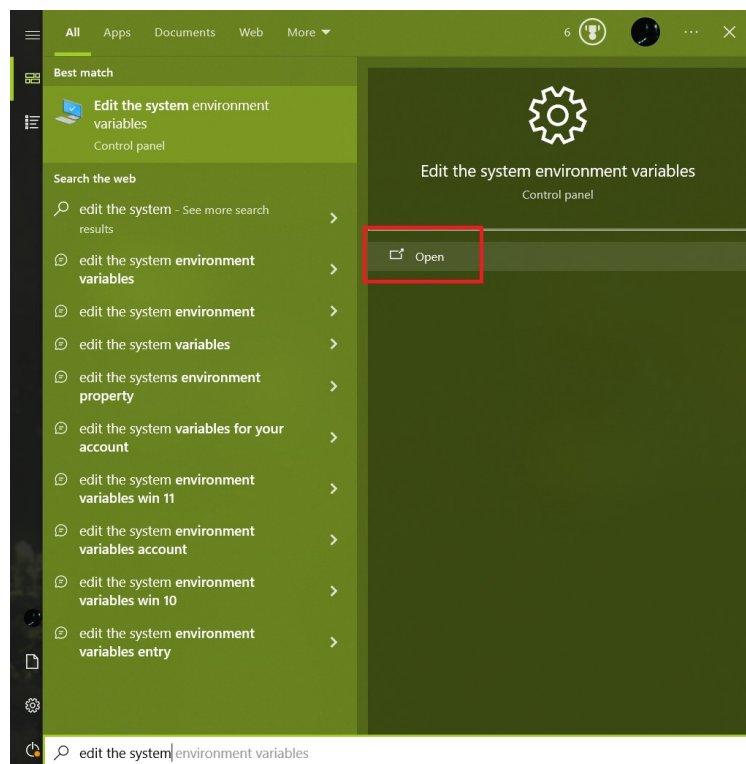 All Apps Documents Web More 6 ...
Best match
Edit the system environment
variables
Control panel
Search the web
edit the system - See more search
results
edit the system environment
variables
edit the system environment
edit the system variables
edit the systems environment
property
edit the system variables for your
account
edit the system environment
variables win 11
edit the system environment
variables account
edit the system environment
variables win 10
edit the system environment
variables entry
Edit the system environment variables
Control panel
Open
edit the system environment variables